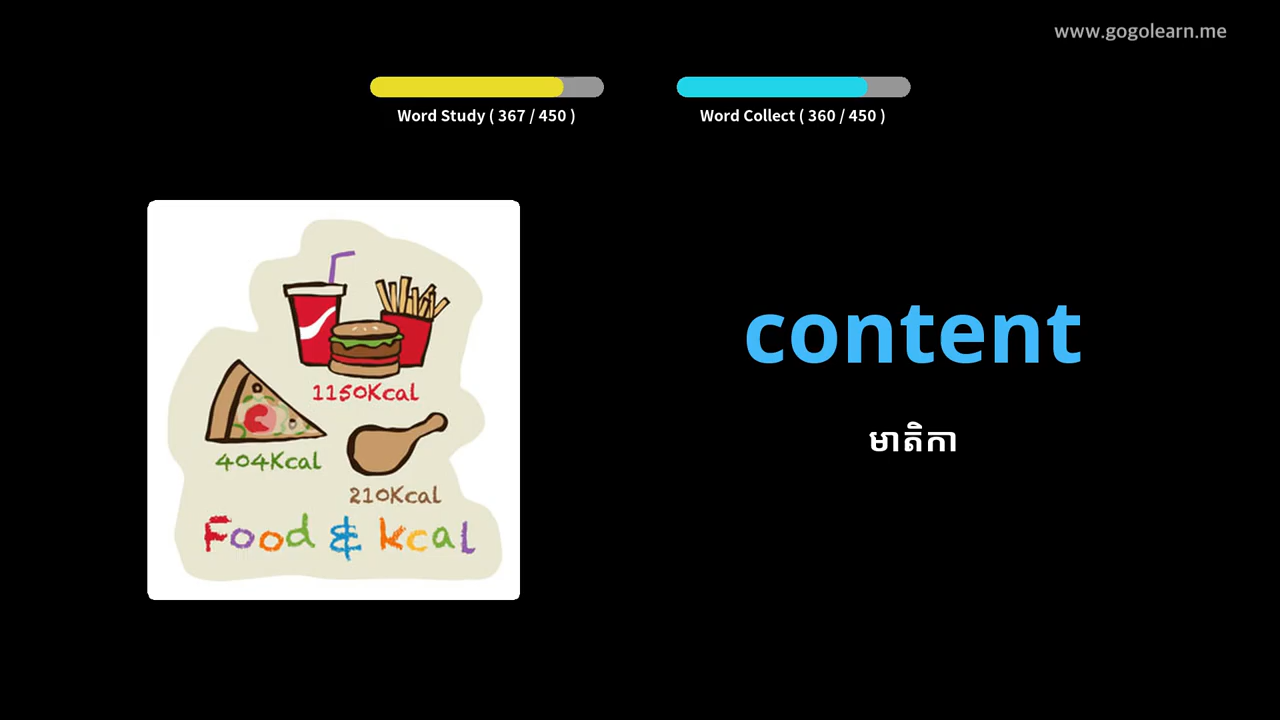 www.gogolearn.me
Word Study ( 367 / 450 )
Word Collect ( 360 / 450 )
1150Kcal
404Kcal
210Kcal
Food & kcal
content
មាតិកា